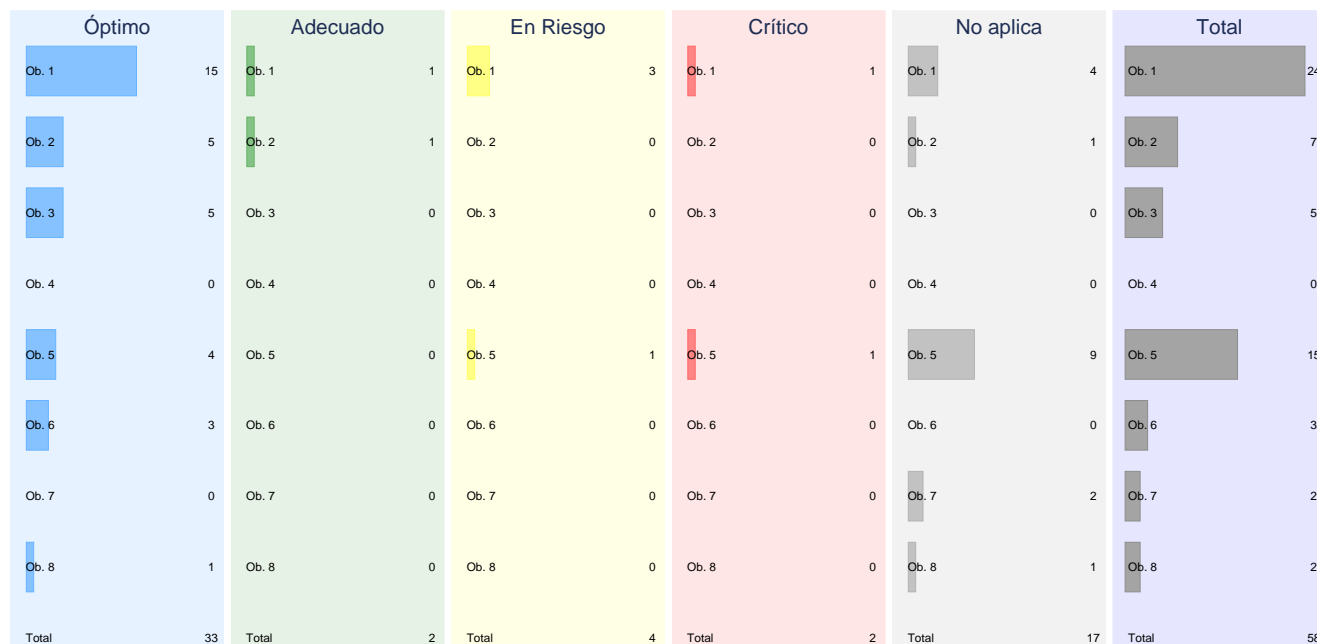 Óptimo Adecuado En Riesgo Crítico No aplica Total
Ob. 1 15 Ob. 1 1 Ob. 1 3 Ob. 1 1 Ob. 1 4 Ob. 1 24
Ob. 2 5 Ob. 2 1 Ob. 2 0 Ob. 2 0 Ob. 2 1 Ob. 2 7
Ob. 3 5 Ob. 3 0 Ob. 3 0 Ob. 3 0 Ob. 3 0 Ob. 3 5
Ob. 4 0 Ob. 4 0 Ob. 4 0 Ob. 4 0 Ob. 4 0 Ob. 4 0
Ob. 5 4 Ob. 5 0 Ob. 5 1 Ob. 5 1 Ob. 5 9 Ob. 5 15
Ob. 6 3 Ob. 6 0 Ob. 6 0 Ob. 6 0 Ob. 6 0 Ob. 6 3
Ob. 7 0 Ob. 7 0 Ob. 7 0 Ob. 7 0 Ob. 7 2 Ob. 7 2
Ob. 8 1 Ob. 8 0 Ob. 8 0 Ob. 8 0 Ob. 8 1 Ob. 8 2
Total 33 Total 2 Total 4 Total 2 Total 17 Total 58